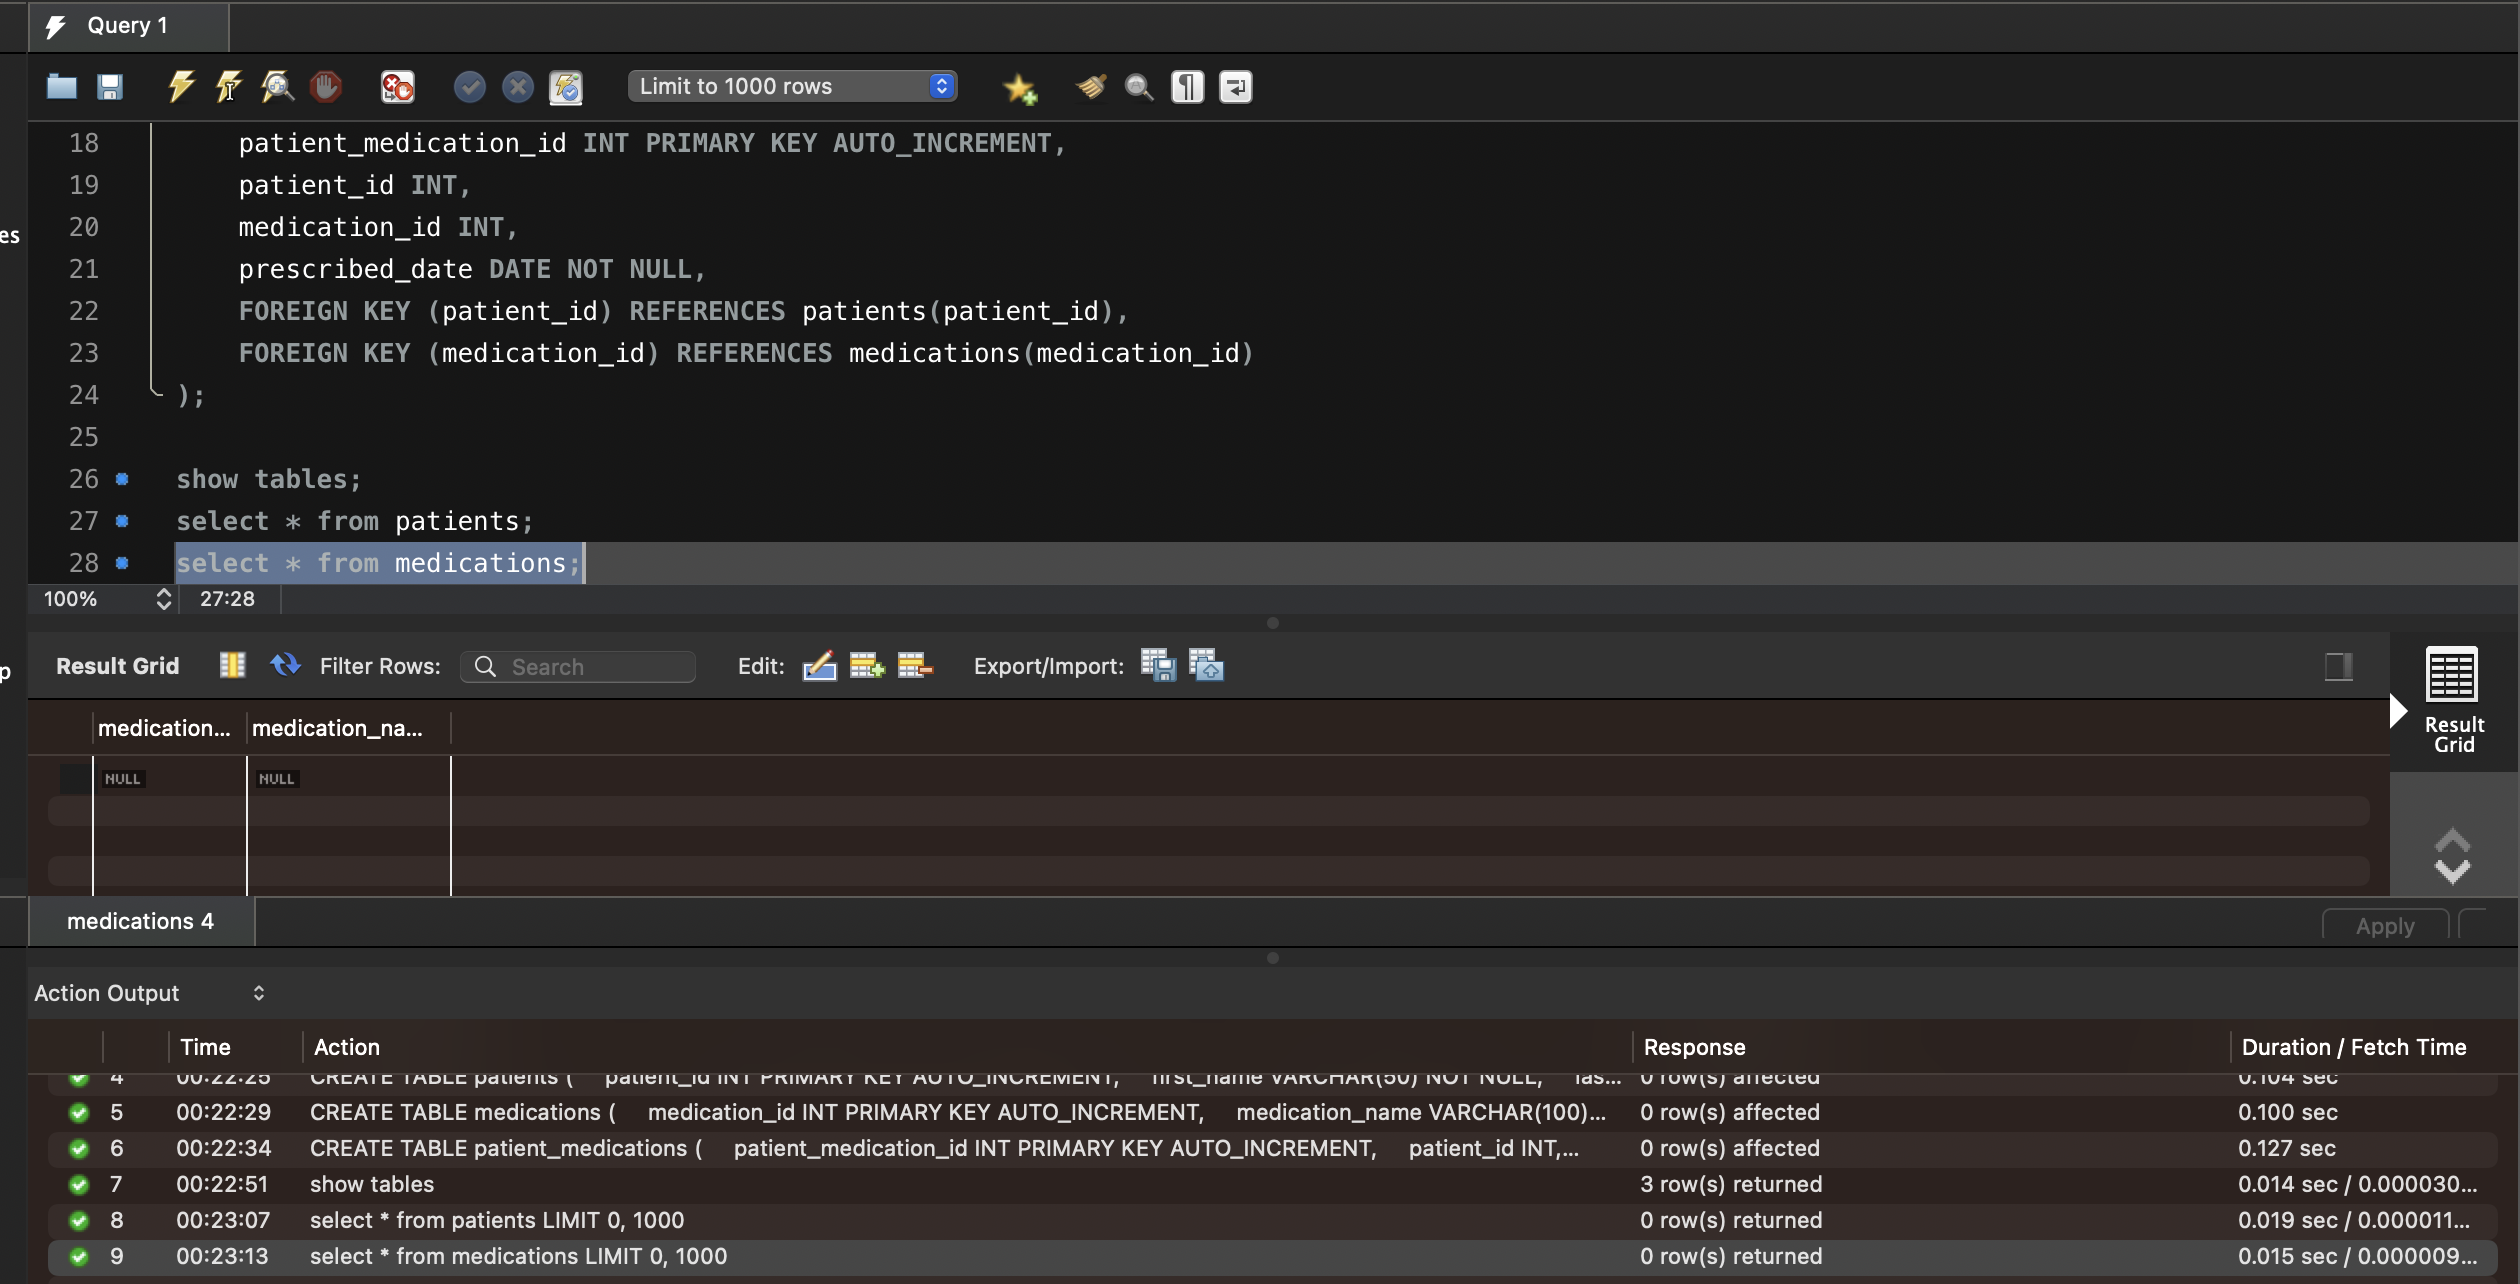 Query 1
Limit to 1000 rows
18 patient_medication_id INT PRIMARY KEY AUTO_INCREMENT,
19 patient_id INT,
20 medication_id INT,
es
21 prescribed_date DATE NOT NULL,
22 FOREIGN KEY (patient_id) REFERENCES patients(patient_id),
23 FOREIGN KEY (medication_id) REFERENCES medications(medication_id)
24 );
25
26 show tables;
27 select * from patients;
28 select * from medications;
100% 27:28
p
Result Grid Filter Rows: Search Edit: Export/Import:
Result
Grid
medication... medication_na...
NULL NULL
medications 4 Apply
Action Output
Time Action Response Duration / Fetch Time
4 00:22:25 CREATE TABLE patients ( patient_id INT PRIMARY KEY AUTO_INCREMENT, first_name VARCHAR(50) NOT NULL, las... 0 row(s) affected 0.104 sec
5 00:22:29 CREATE TABLE medications ( medication_id INT PRIMARY KEY AUTO_INCREMENT, medication_name VARCHAR(100)... 0 row(s) affected 0.100 sec
6 00:22:34 CREATE TABLE patient_medications ( patient_medication_id INT PRIMARY KEY AUTO_INCREMENT, patient_id INT,... 0 row(s) affected 0.127 sec
7 00:22:51 show tables 3 row(s) returned 0.014 sec / 0.000030...
8 00:23:07 select * from patients LIMIT 0, 1000 0 row(s) returned 0.019 sec / 0.000011...
9 00:23:13 select * from medications LIMIT 0, 1000 0 row(s) returned 0.015 sec / 0.000009...